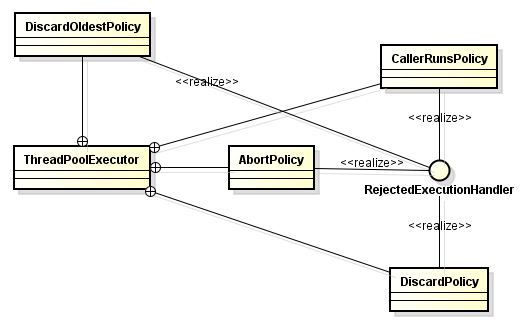 DiscardOldestPolicy
CallerRunsPolicy
<<realize>>
<<realize>>
ThreadPoolExecutor
AbortPolicy
<<realize>>
RejectedExecutionHandler
<<realize>>
DiscardPolicy